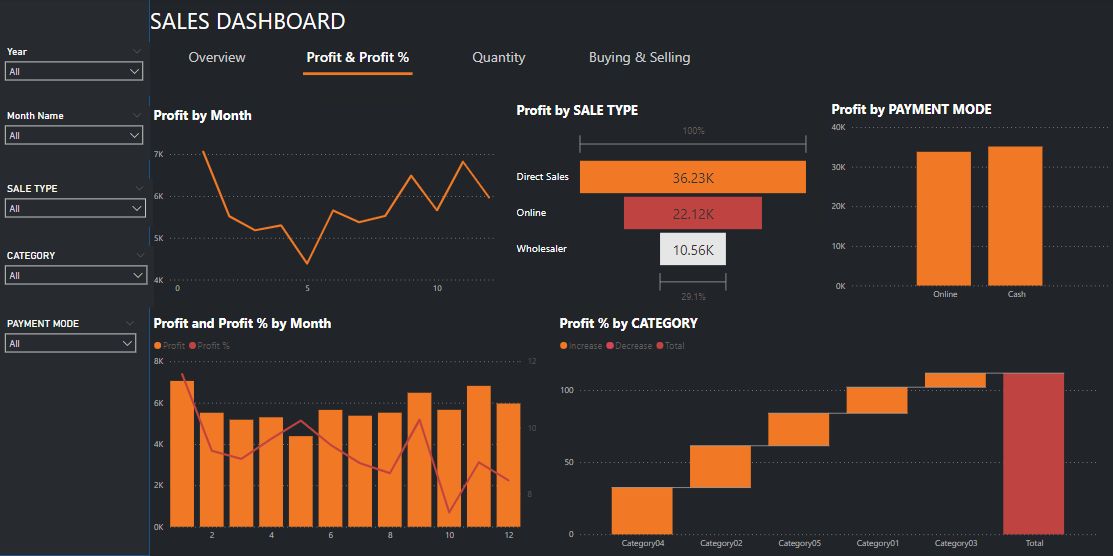 SALES DASHBOARD
Overview
Profit & Profit %
Quantity
Buying & Selling
Year
All
Month Name
All
SALE TYPE
All
CATEGORY
All
PAYMENT MODE
All
Profit by Month
7K
6K
5K
4K
0 5 10
Profit by SALE TYPE
100%
Direct Sales 36.23K
Online 22.12K
Wholesaler 10.56K
29.1%
Profit by PAYMENT MODE
40K
30K
20K
10K
0K
Online Cash
Profit and Profit % by Month
Profit Profit %
8K 12
6K
10
4K
2K 8
0K
2 4 6 8 10 12
Profit % by CATEGORY
Increase Decrease Total
100
50
0
Category04 Category02 Category05 Category01 Category03 Total